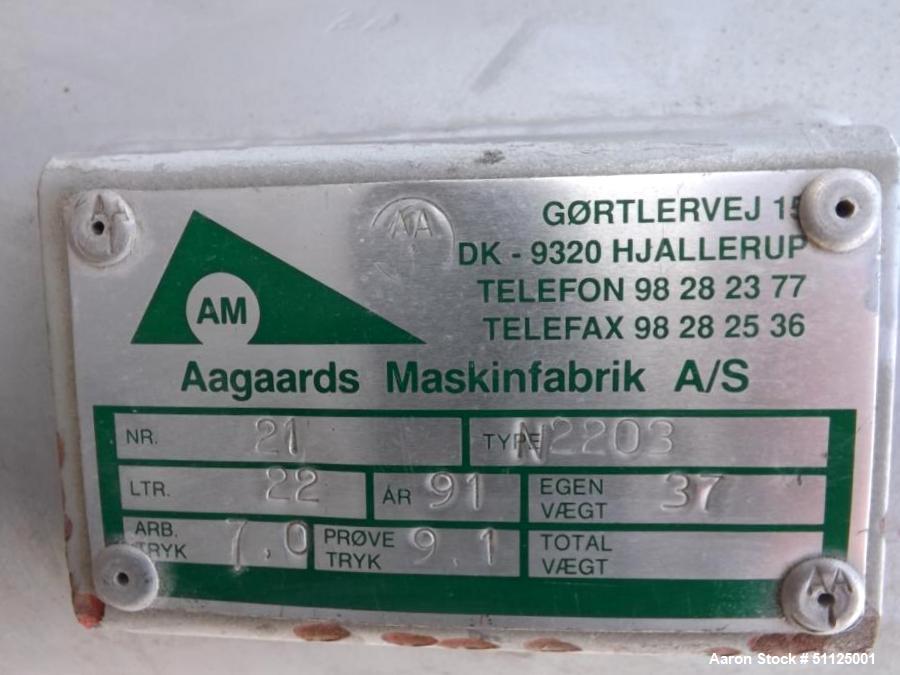 AA
GØRTLERVEJ 15
DK - 9320 HJALLERUP
TELEFON 98 28 23 77
TELEFAX 98 28 25 36
AM
Aagaards Maskinfabrik A/S
NR. 21 TYPE N2203
LTR. 22 ÅR 91 EGEN VÆGT 37
ARB. TRYK 7,0 PRØVE TRYK 9.1 TOTAL VÆGT
AA
Aaron Stock # 51125001